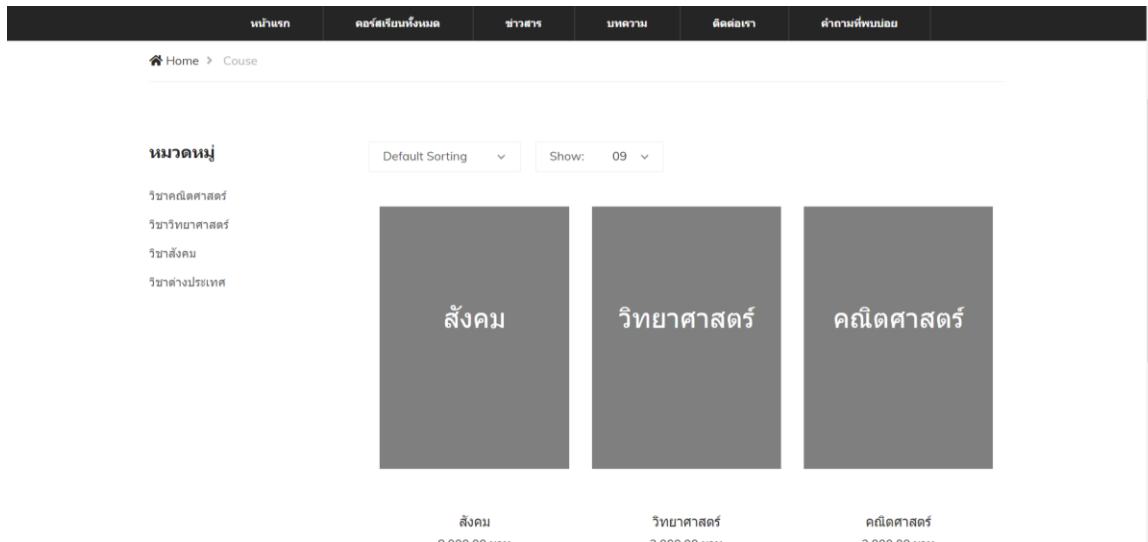 หน้าแรก คอร์สเรียนทั้งหมด ข่าวสาร บทความ ติดต่อเรา คำถามที่พบบ่อย
Home > Couse
หมวดหมู่
Default Sorting Show: 09
วิชาคณิตศาสตร์
วิชาวิทยาศาสตร์
วิชาสังคม
วิชาต่างประเทศ
สังคม วิทยาศาสตร์ คณิตศาสตร์
สังคม วิทยาศาสตร์ คณิตศาสตร์